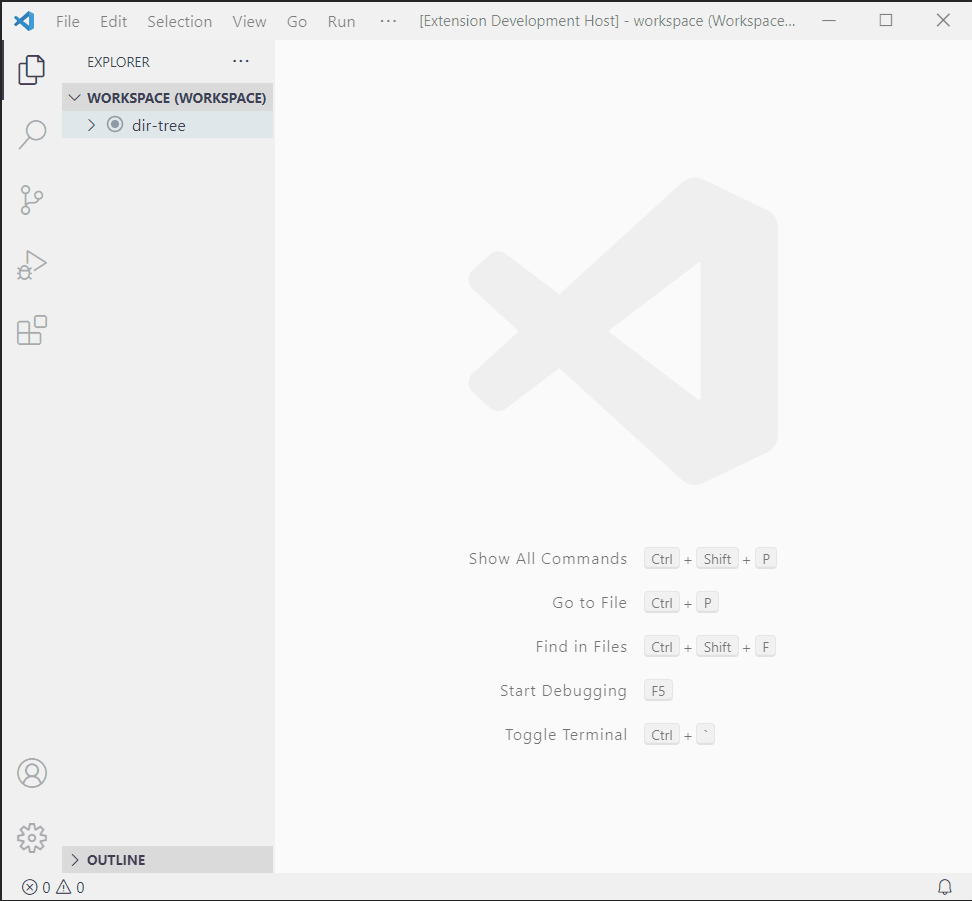 File Edit Selection View Go Run ··· [Extension Development Host] - workspace (Workspace...
EXPLORER ···
WORKSPACE (WORKSPACE)
dir-tree
Show All Commands Ctrl + Shift + P
Go to File Ctrl + P
Find in Files Ctrl + Shift + F
Start Debugging F5
Toggle Terminal Ctrl + `
OUTLINE
0 0